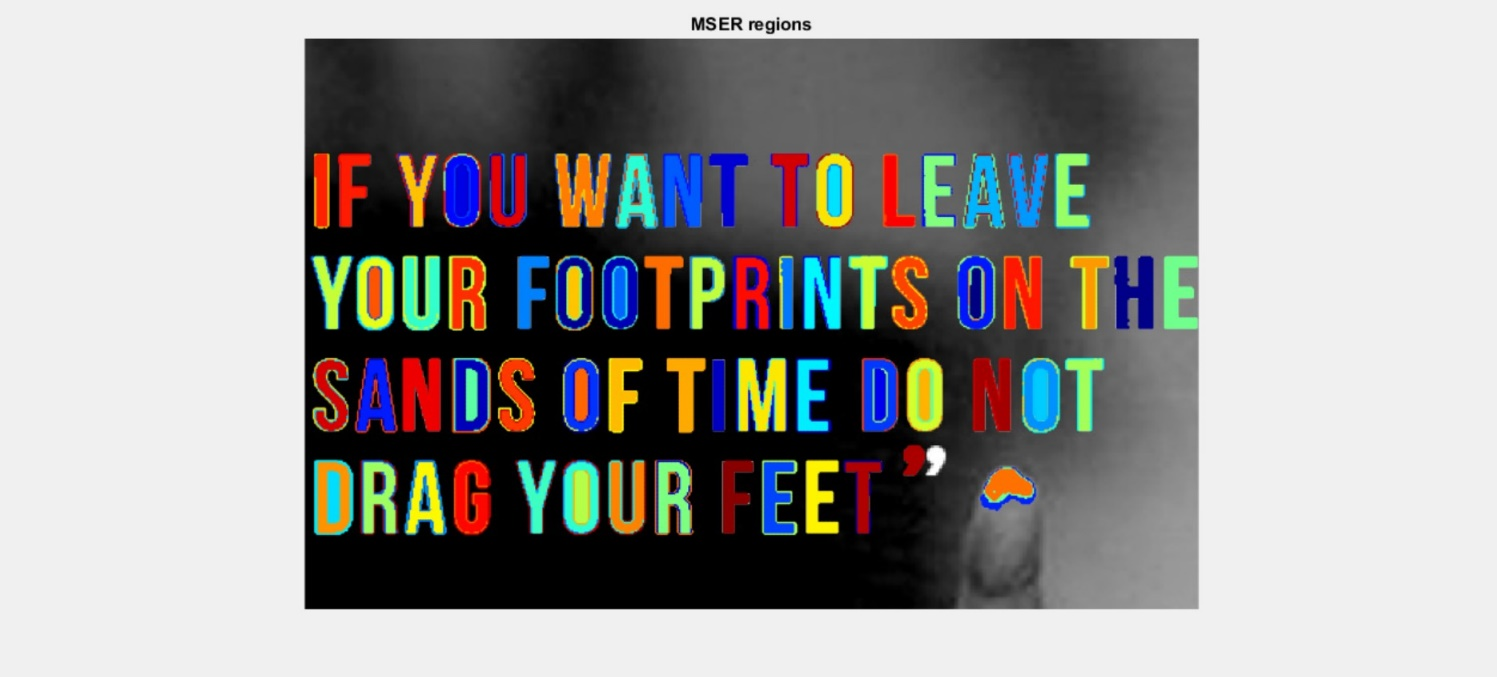 MSER regions
IF YOU WANT TO LEAVE
YOUR FOOTPRINTS ON THE
SANDS OF TIME DO NOT
DRAG YOUR FEET ”